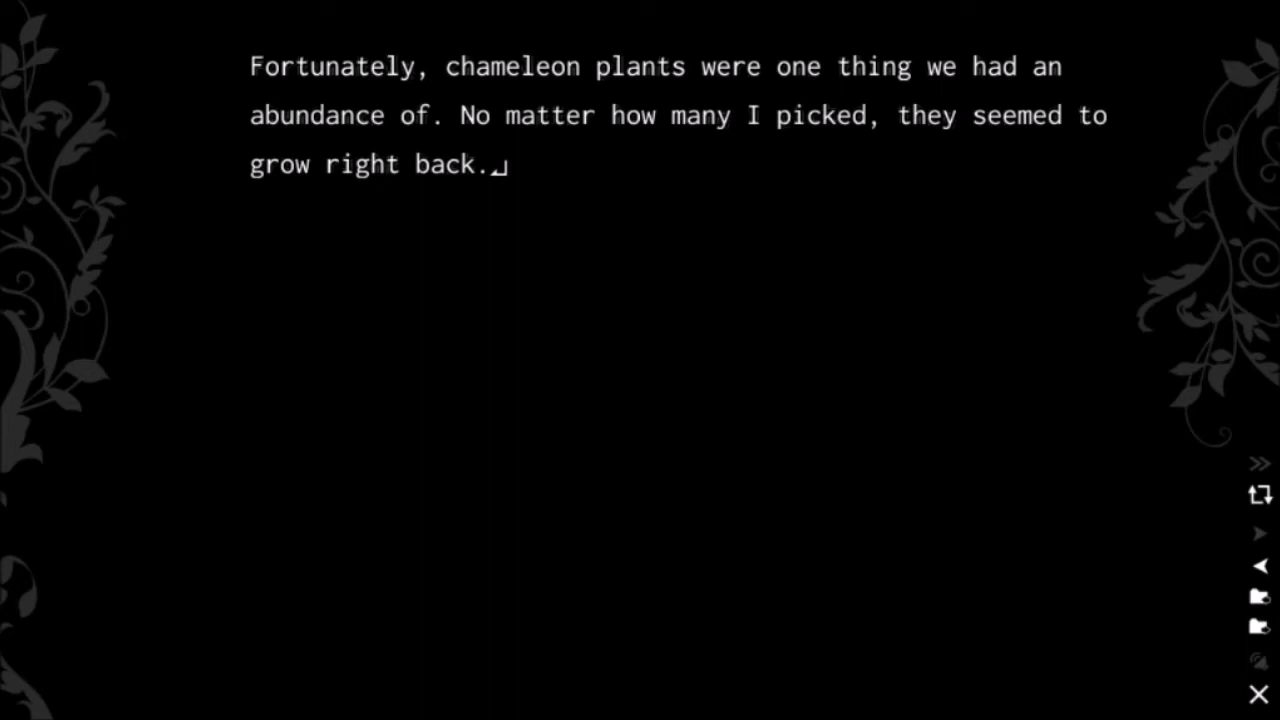 Fortunately, chameleon plants were one thing we had an
abundance of. No matter how many I picked, they seemed to
grow right back.